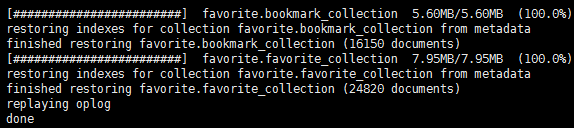 [########################]  favorite.bookmark_collection  5.60MB/5.60MB  (100.0%)
restoring indexes for collection favorite.bookmark_collection from metadata
finished restoring favorite.bookmark_collection (16150 documents)
[########################]  favorite.favorite_collection  7.95MB/7.95MB  (100.0%)
restoring indexes for collection favorite.favorite_collection from metadata
finished restoring favorite.favorite_collection (24820 documents)
replaying oplog
done